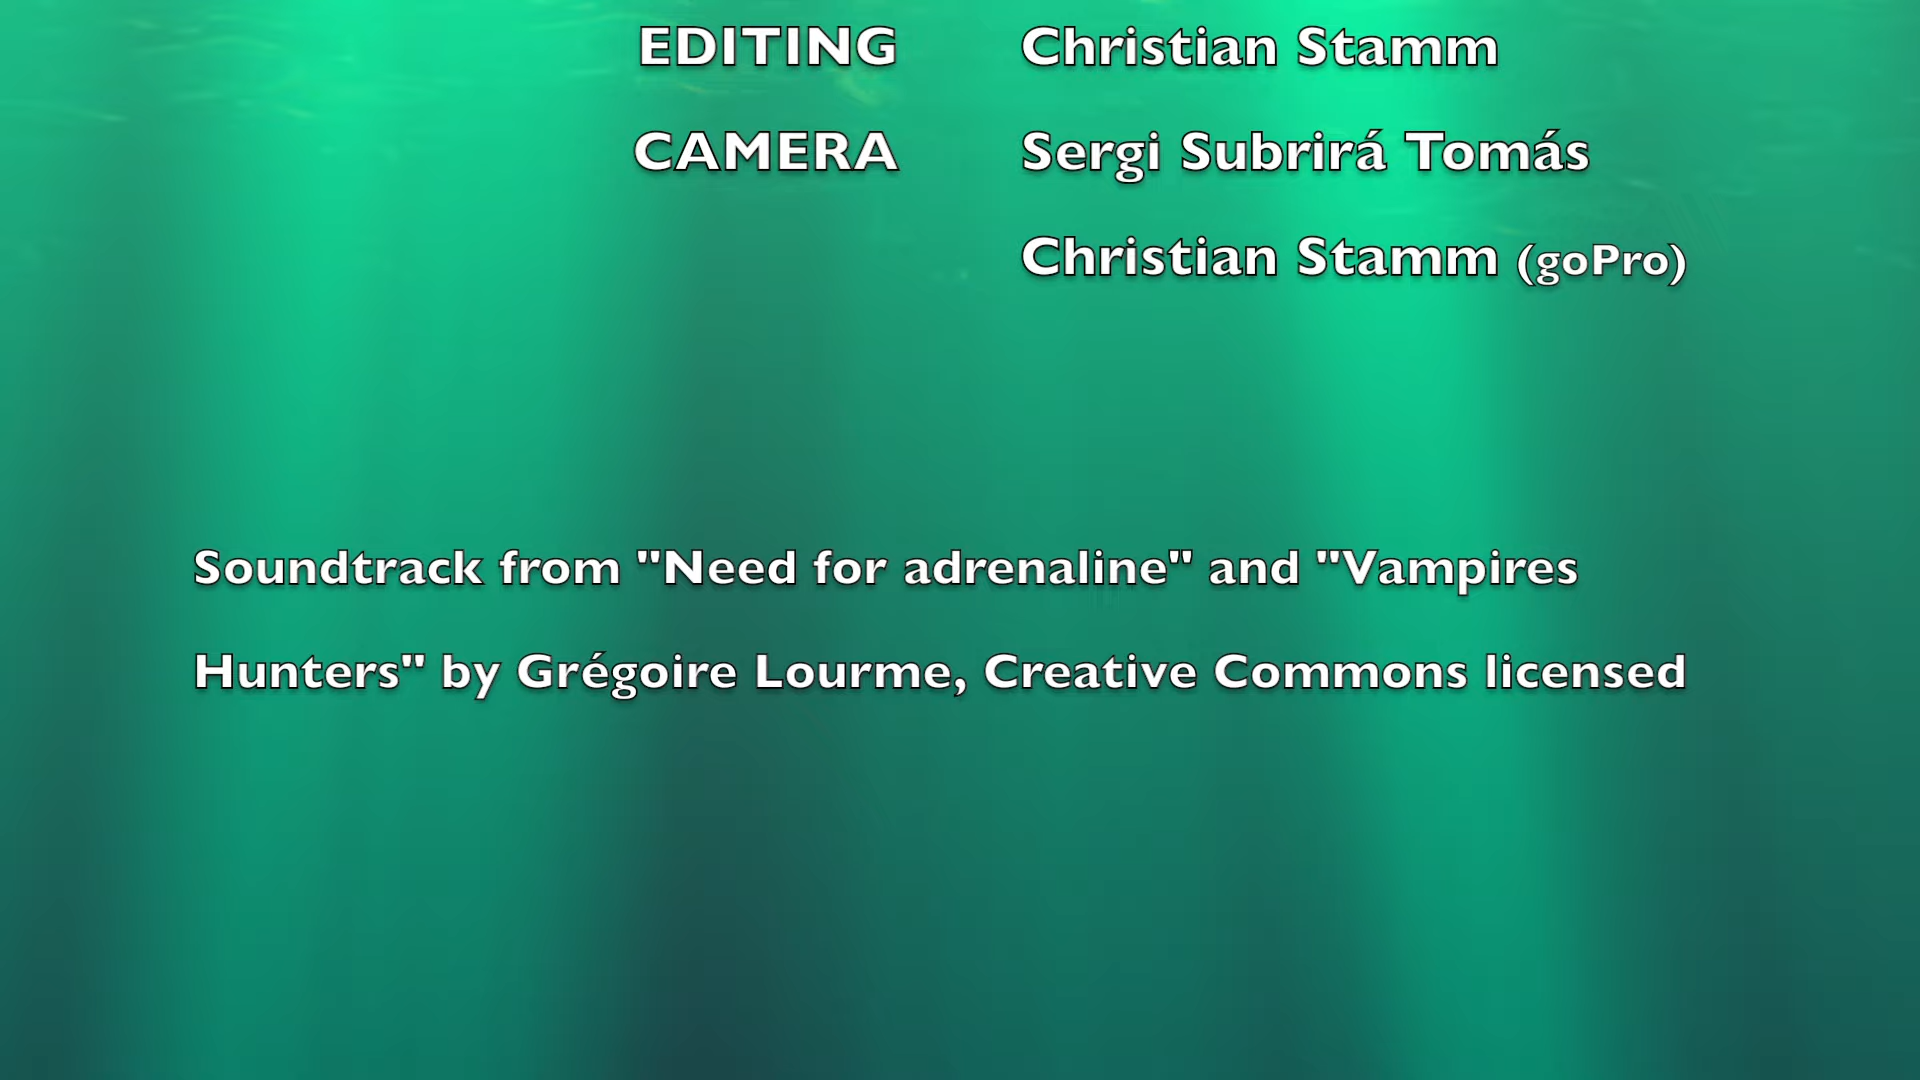 EDITING Christian Stamm
CAMERA Sergi Subrirá Tomás
Christian Stamm (goPro)
Soundtrack from "Need for adrenaline" and "Vampires
Hunters" by Grégoire Lourme, Creative Commons licensed